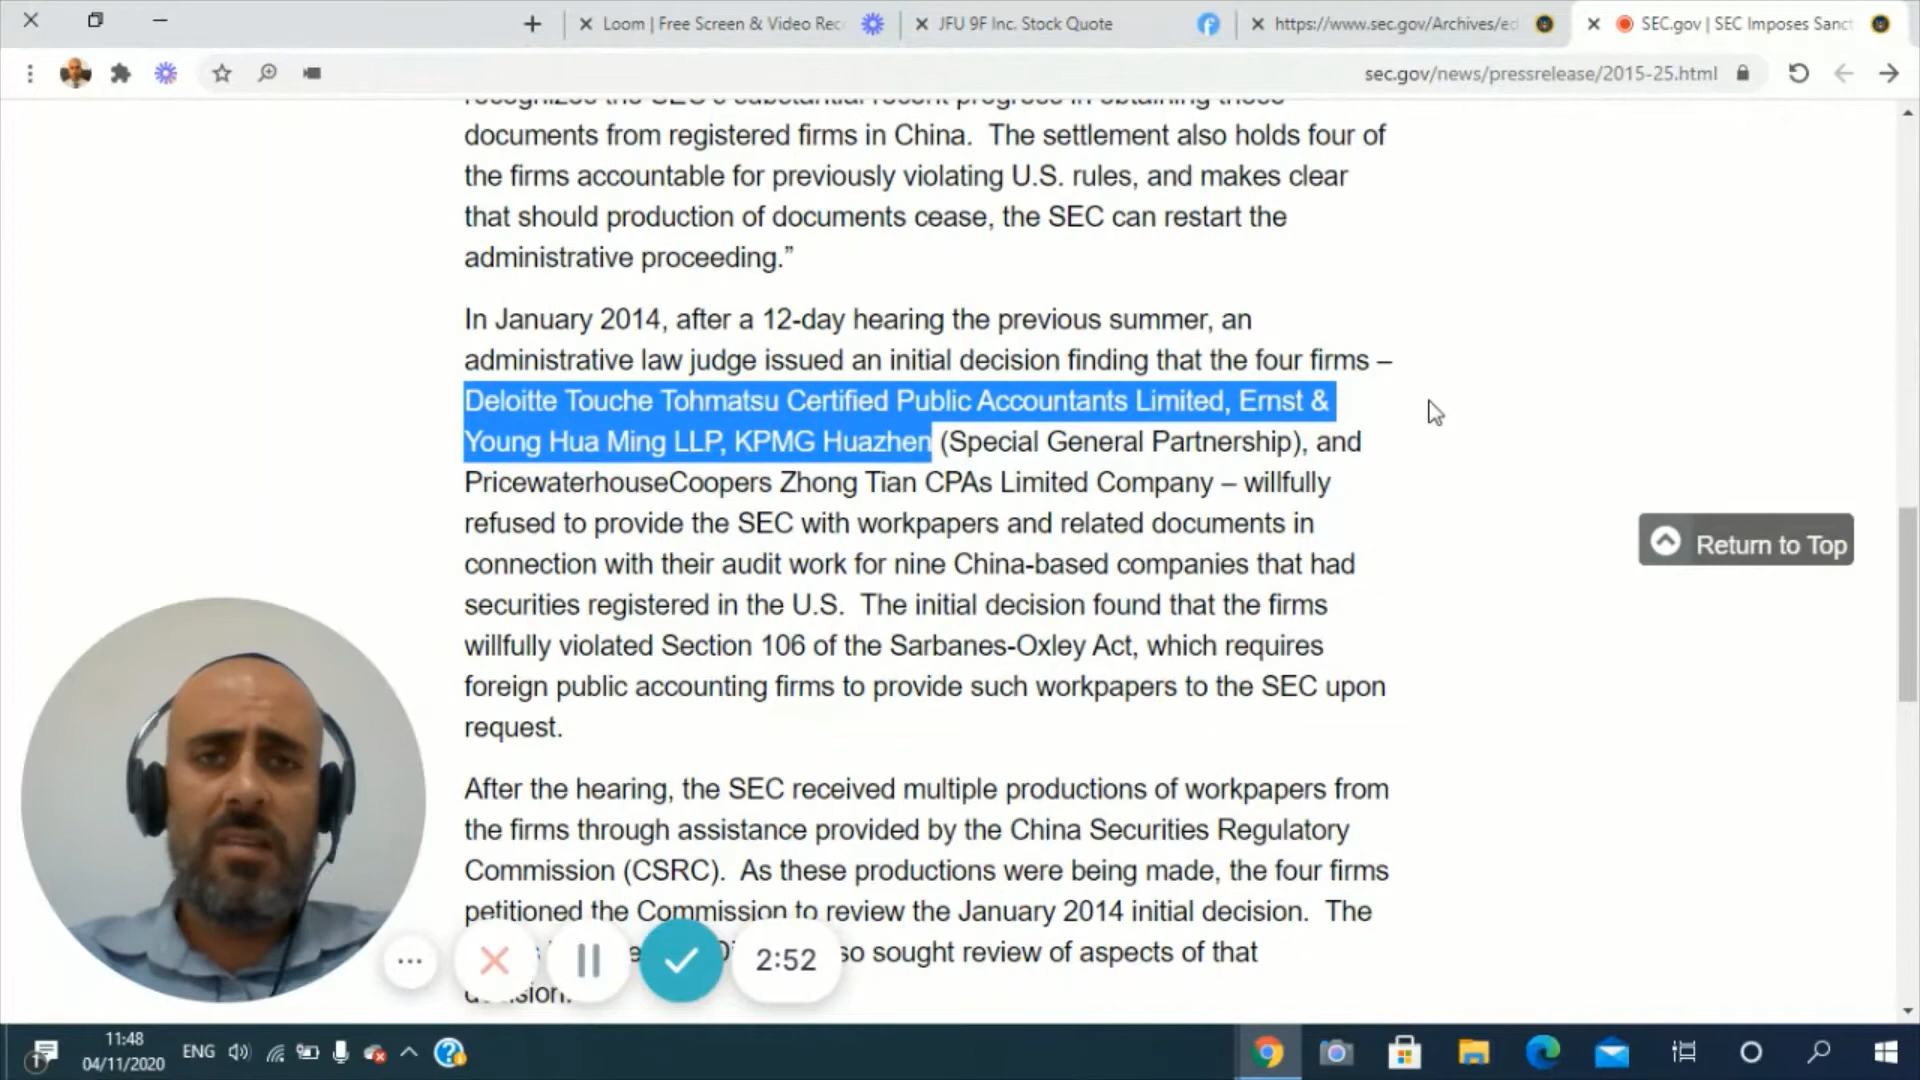 Loom | Free Screen & Video Rec
JFU 9F Inc. Stock Quote
https://www.sec.gov/Archives/ed
SEC.gov | SEC Imposes Sanct
sec.gov/news/pressrelease/2015-25.html
recognizes the SEC's substantial recent progress in obtaining these
documents from registered firms in China. The settlement also holds four of
the firms accountable for previously violating U.S. rules, and makes clear
that should production of documents cease, the SEC can restart the
administrative proceeding.”
In January 2014, after a 12-day hearing the previous summer, an
administrative law judge issued an initial decision finding that the four firms –
Deloitte Touche Tohmatsu Certified Public Accountants Limited, Ernst &
Young Hua Ming LLP, KPMG Huazhen (Special General Partnership), and
PricewaterhouseCoopers Zhong Tian CPAs Limited Company – willfully
refused to provide the SEC with workpapers and related documents in
connection with their audit work for nine China-based companies that had
securities registered in the U.S. The initial decision found that the firms
willfully violated Section 106 of the Sarbanes-Oxley Act, which requires
foreign public accounting firms to provide such workpapers to the SEC upon
request.
Return to Top
After the hearing, the SEC received multiple productions of workpapers from
the firms through assistance provided by the China Securities Regulatory
Commission (CSRC). As these productions were being made, the four firms
petitioned the Commission to review the January 2014 initial decision. The
so sought review of aspects of that
2:52
11:48
04/11/2020
ENG
1